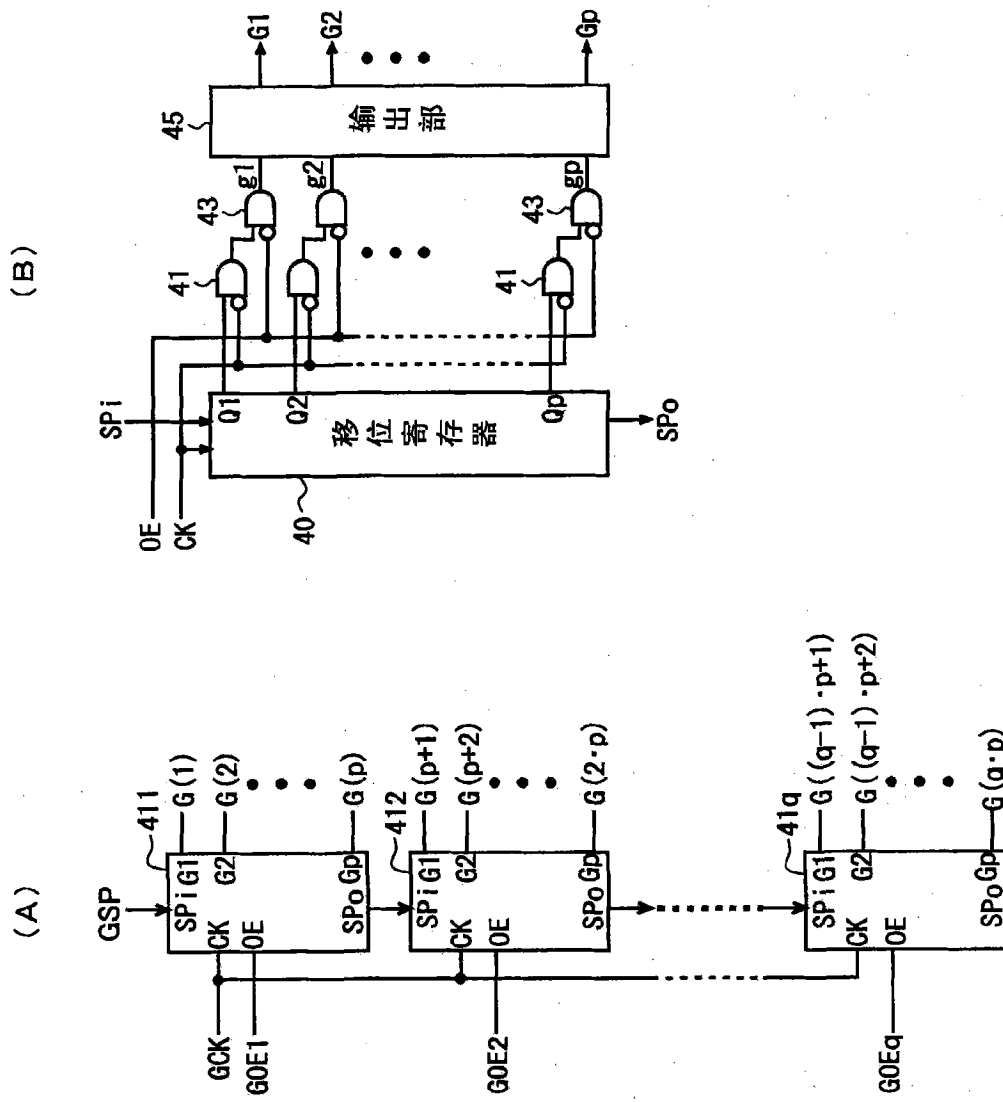 (A)
GSP
411
SPi
G1
G(1)
GCK
CK
G2
G(2)
GOE1
OE
SPo
Gp
G(p)
412
SPi
G1
G(p+1)
CK
G2
G(p+2)
GOE2
OE
SPo
Gp
G(2·p)
41q
SPi
G1
G((q-1)·p+1)
CK
G2
G((q-1)·p+2)
GOEq
OE
SPo
Gp
G(q·p)
(B)
OE
CK
SPi
40
移位寄存器
Q1
Q2
Qp
SPo
41
43
g1
g2
41
43
gp
45
输出部
G1
G2
Gp